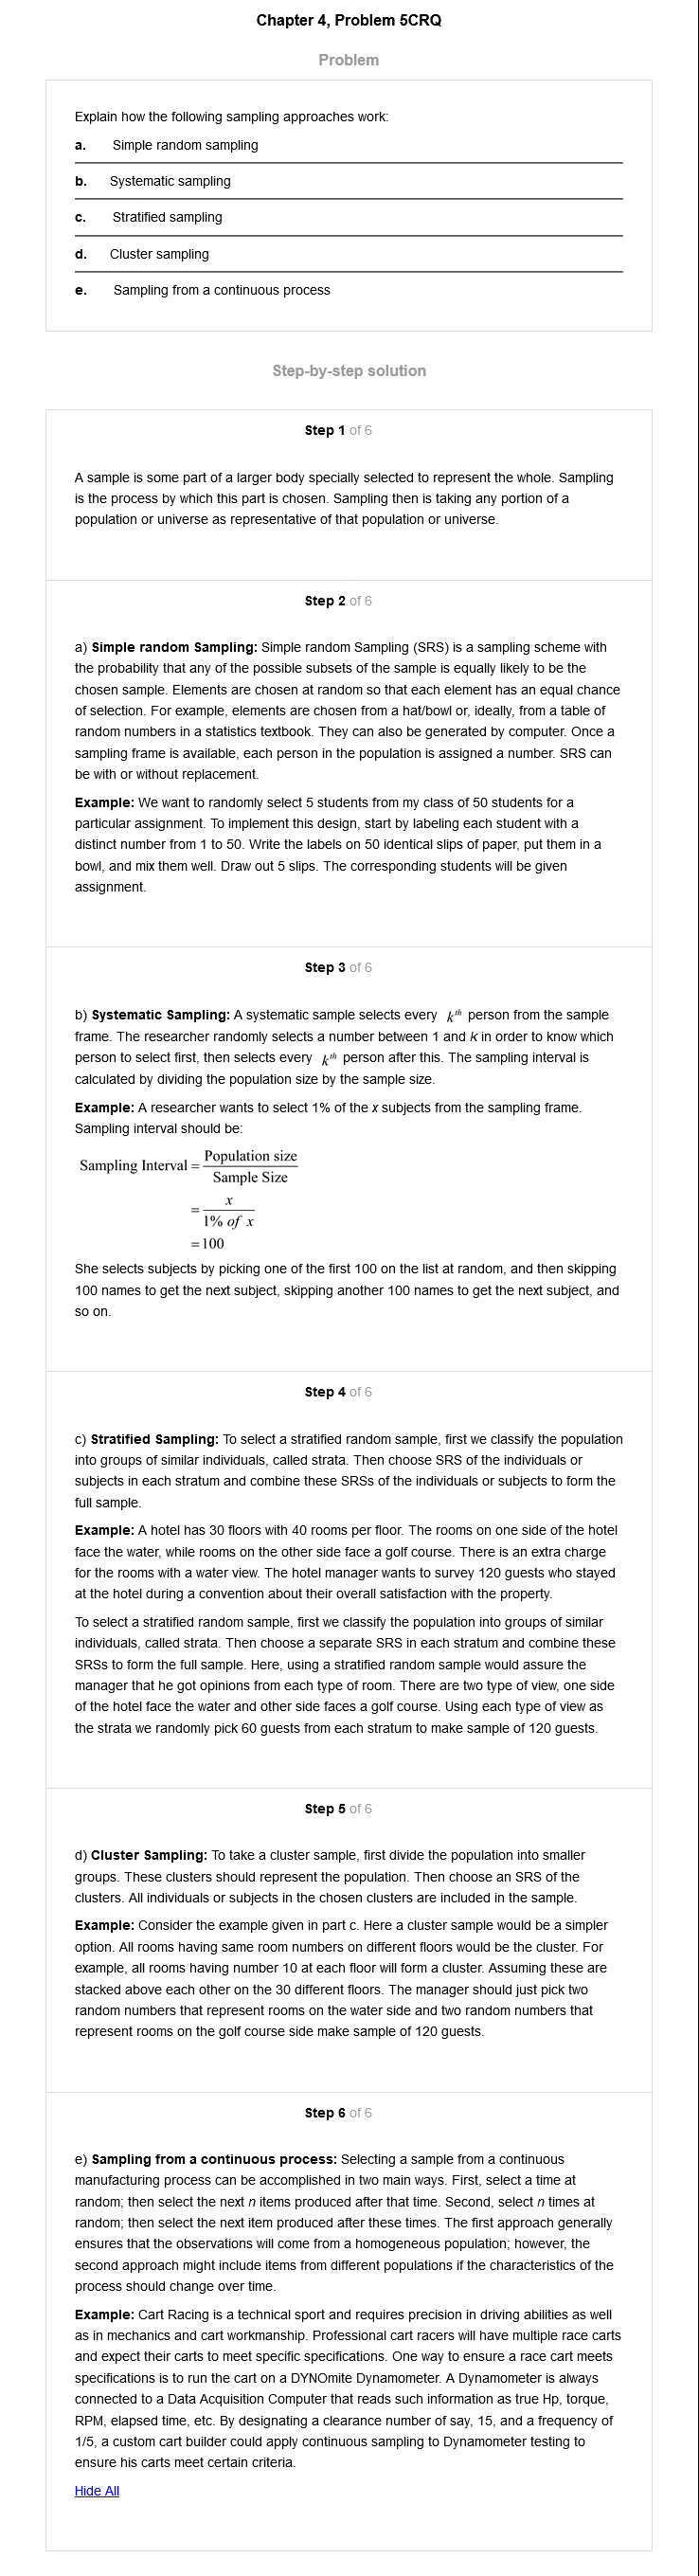 Chapter 4, Problem 5CRQ
Problem
Explain how the following sampling approaches work:
a. Simple random sampling
b. Systematic sampling
c. Stratified sampling
d. Cluster sampling
e. Sampling from a continuous process
Step-by-step solution
Step 1 of 6
A sample is some part of a larger body specially selected to represent the whole. Sampling
is the process by which this part is chosen. Sampling then is taking any portion of a
population or universe as representative of that population or universe.
Step 2 of 6
a) Simple random Sampling: Simple random Sampling (SRS) is a sampling scheme with
the probability that any of the possible subsets of the sample is equally likely to be the
chosen sample. Elements are chosen at random so that each element has an equal chance
of selection. For example, elements are chosen from a hat/bowl or, ideally, from a table of
random numbers in a statistics textbook. They can also be generated by computer. Once a
sampling frame is available, each person in the population is assigned a number. SRS can
be with or without replacement.
Example: We want to randomly select 5 students from my class of 50 students for a
particular assignment. To implement this design, start by labeling each student with a
distinct number from 1 to 50. Write the labels on 50 identical slips of paper, put them in a
bowl, and mix them well. Draw out 5 slips. The corresponding students will be given
assignment.
Step 3 of 6
b) Systematic Sampling: A systematic sample selects every k^th person from the sample
frame. The researcher randomly selects a number between 1 and k in order to know which
person to select first, then selects every k^th person after this. The sampling interval is
calculated by dividing the population size by the sample size.
Example: A researcher wants to select 1% of the x subjects from the sampling frame.
Sampling interval should be:
Sampling Interval = Population size / Sample Size
= x / 1% of x
= 100
She selects subjects by picking one of the first 100 on the list at random, and then skipping
100 names to get the next subject, skipping another 100 names to get the next subject, and
so on.
Step 4 of 6
c) Stratified Sampling: To select a stratified random sample, first we classify the population
into groups of similar individuals, called strata. Then choose SRS of the individuals or
subjects in each stratum and combine these SRSs of the individuals or subjects to form the
full sample.
Example: A hotel has 30 floors with 40 rooms per floor. The rooms on one side of the hotel
face the water, while rooms on the other side face a golf course. There is an extra charge
for the rooms with a water view. The hotel manager wants to survey 120 guests who stayed
at the hotel during a convention about their overall satisfaction with the property.
To select a stratified random sample, first we classify the population into groups of similar
individuals, called strata. Then choose a separate SRS in each stratum and combine these
SRSs to form the full sample. Here, using a stratified random sample would assure the
manager that he got opinions from each type of room. There are two type of view, one side
of the hotel face the water and other side faces a golf course. Using each type of view as
the strata we randomly pick 60 guests from each stratum to make sample of 120 guests.
Step 5 of 6
d) Cluster Sampling: To take a cluster sample, first divide the population into smaller
groups. These clusters should represent the population. Then choose an SRS of the
clusters. All individuals or subjects in the chosen clusters are included in the sample.
Example: Consider the example given in part c. Here a cluster sample would be a simpler
option. All rooms having same room numbers on different floors would be the cluster. For
example, all rooms having number 10 at each floor will form a cluster. Assuming these are
stacked above each other on the 30 different floors. The manager should just pick two
random numbers that represent rooms on the water side and two random numbers that
represent rooms on the golf course side make sample of 120 guests.
Step 6 of 6
e) Sampling from a continuous process: Selecting a sample from a continuous
manufacturing process can be accomplished in two main ways. First, select a time at
random; then select the next n items produced after that time. Second, select n times at
random; then select the next item produced after these times. The first approach generally
ensures that the observations will come from a homogeneous population; however, the
second approach might include items from different populations if the characteristics of the
process should change over time.
Example: Cart Racing is a technical sport and requires precision in driving abilities as well
as in mechanics and cart workmanship. Professional cart racers will have multiple race carts
and expect their carts to meet specific specifications. One way to ensure a race cart meets
specifications is to run the cart on a DYNOmite Dynamometer. A Dynamometer is always
connected to a Data Acquisition Computer that reads such information as true Hp, torque,
RPM, elapsed time, etc. By designating a clearance number of say, 15, and a frequency of
1/5, a custom cart builder could apply continuous sampling to Dynamometer testing to
ensure his carts meet certain criteria.
Hide All